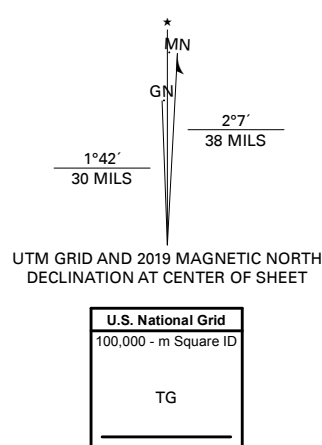 ★
MN
GN
2°7´
38 MILS
1°42´
30 MILS
UTM GRID AND 2019 MAGNETIC NORTH
DECLINATION AT CENTER OF SHEET
U.S. National Grid
100,000 - m Square ID
TG